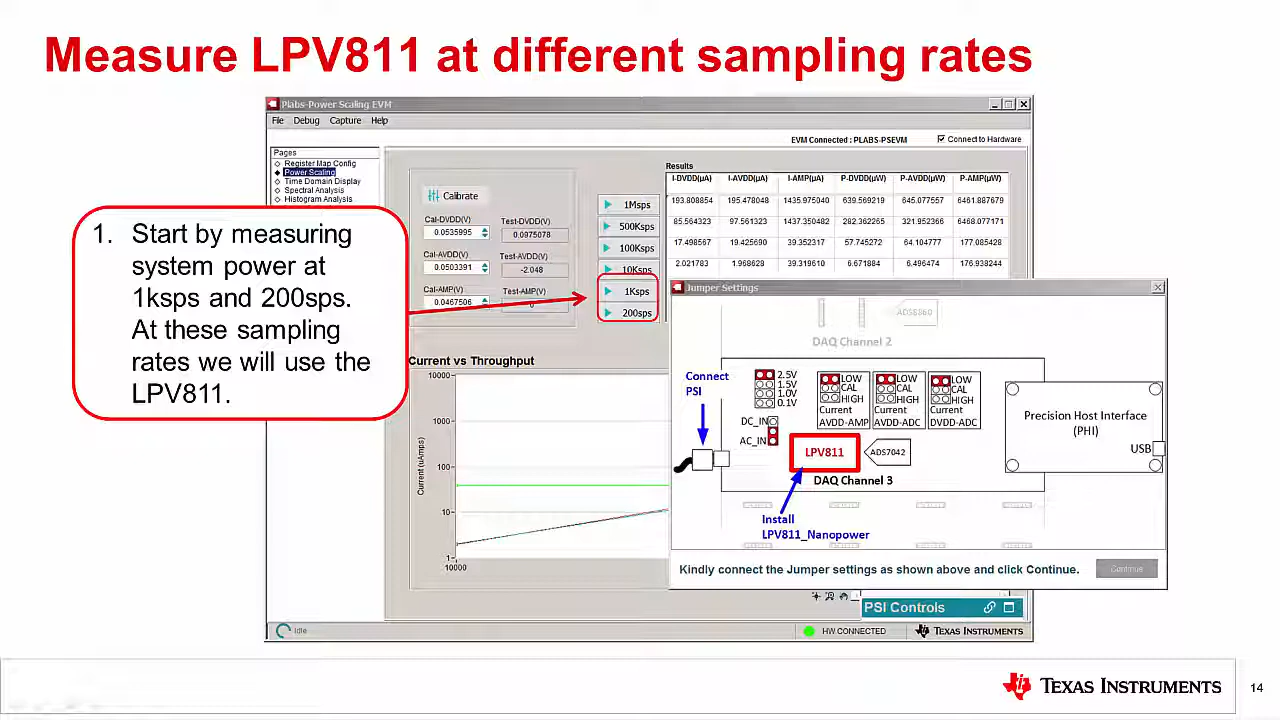 Measure LPV811 at different sampling rates
Plabs-Power Scaling EVM
File Debug Capture Help
EVM Connected : PLABS-PSEVM
Connect to Hardware
Pages
Register Map Config
Power Scaling
Time Domain Display
Spectral Analysis
Histogram Analysis
1. Start by measuring
system power at
1ksps and 200sps.
At these sampling
rates we will use the
LPV811.
Calibrate
Cal-DVDD(V) Test-DVDD(V)
0.0535995 0.0975078
Cal-AVDD(V) Test-AVDD(V)
0.0503391 -2.048
Cal-AMP(V) Test-AMP(V)
0.0467506 0
1Msps
500Ksps
100Ksps
10Ksps
1Ksps
200sps
Results
I-DVDD(µA) I-AVDD(µA) I-AMP(µA) P-DVDD(µW) P-AVDD(µW) P-AMP(µW)
193.808854 195.478048 1435.975040 639.569219 645.077557 6461.887679
85.564323 97.561323 1437.350482 282.362265 321.952366 6468.077171
17.498567 19.425690 39.352317 57.745272 64.104777 177.085428
2.021783 1.968628 39.319610 6.671884 6.496474 176.938244
Current vs Throughput
Current (uAmps)
10000
1000
100
10
1
10000
Jumper Settings
ADS8860
DAQ Channel 2
Connect
PSI
2.5V
1.5V
1.0V
0.1V
DC_IN
AC_IN
LOW
CAL
HIGH
Current
AVDD-AMP
LOW
CAL
HIGH
Current
AVDD-ADC
LOW
CAL
HIGH
Current
DVDD-ADC
LPV811
ADS7042
DAQ Channel 3
Install
LPV811_Nanopower
Precision Host Interface
(PHI)
USB
Kindly connect the Jumper settings as shown above and click Continue.
Continue
PSI Controls
Idle
HW CONNECTED
TEXAS INSTRUMENTS
TEXAS INSTRUMENTS
14